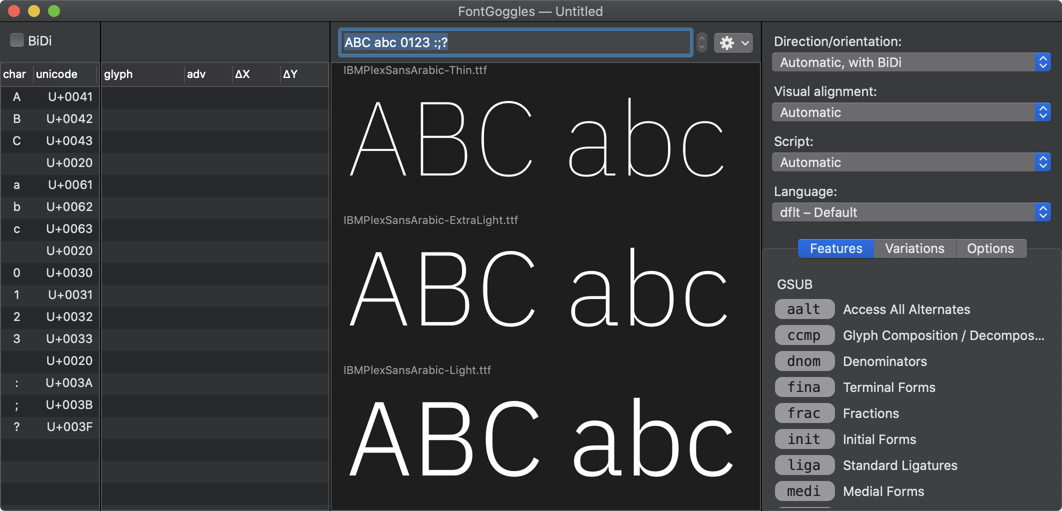 FontGoggles — Untitled
BiDi
char unicode glyph adv ΔX ΔY
A U+0041
B U+0042
C U+0043
U+0020
a U+0061
b U+0062
c U+0063
U+0020
0 U+0030
1 U+0031
2 U+0032
3 U+0033
U+0020
: U+003A
; U+003B
? U+003F
ABC abc 0123 :;?
IBMPlexSansArabic-Thin.ttf
ABC abc
IBMPlexSansArabic-ExtraLight.ttf
ABC abc
IBMPlexSansArabic-Light.ttf
ABC abc
Direction/orientation:
Automatic, with BiDi
Visual alignment:
Automatic
Script:
Automatic
Language:
dflt – Default
Features Variations Options
GSUB
aalt Access All Alternates
ccmp Glyph Composition / Decompos...
dnom Denominators
fina Terminal Forms
frac Fractions
init Initial Forms
liga Standard Ligatures
medi Medial Forms